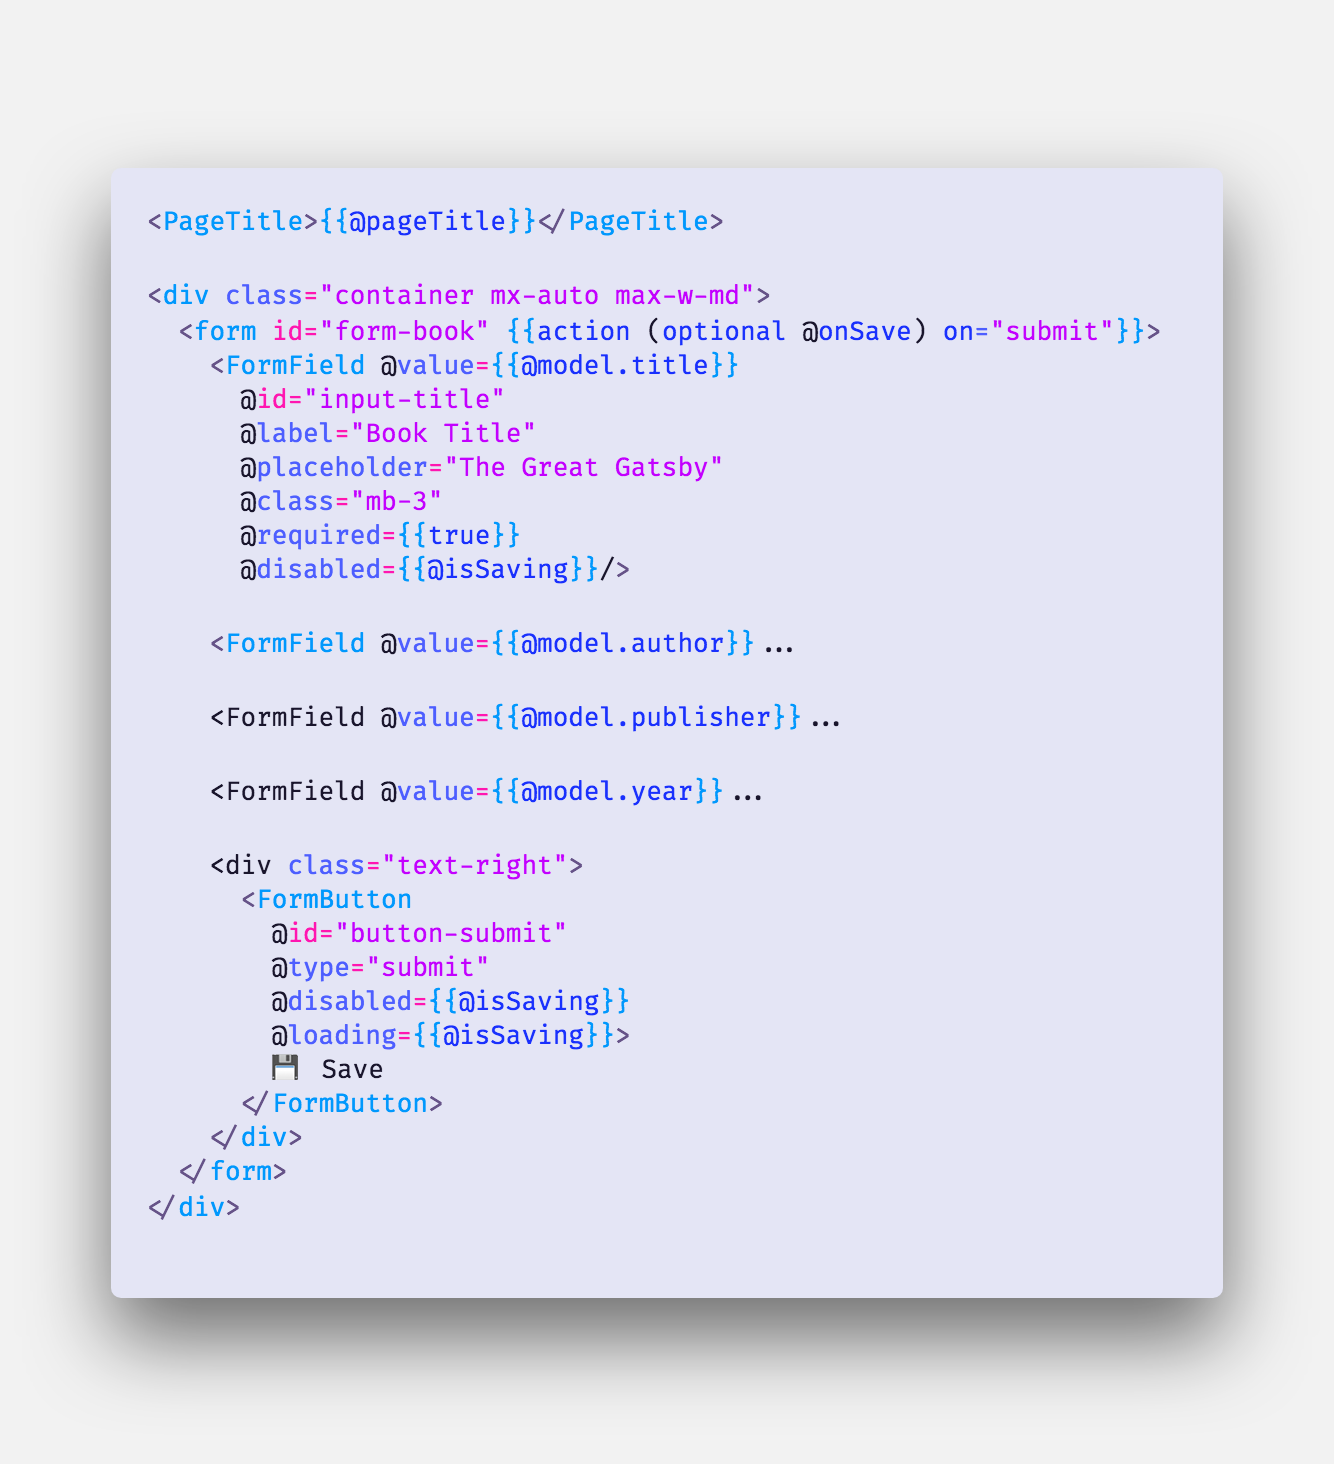 <PageTitle>{{@pageTitle}}</PageTitle>

<div class="container mx-auto max-w-md">
  <form id="form-book" {{action (optional @onSave) on="submit"}}>
    <FormField @value={{@model.title}}
      @id="input-title"
      @label="Book Title"
      @placeholder="The Great Gatsby"
      @class="mb-3"
      @required={{true}}
      @disabled={{@isSaving}}/>

    <FormField @value={{@model.author}}...

    <FormField @value={{@model.publisher}}...

    <FormField @value={{@model.year}}...

    <div class="text-right">
      <FormButton
        @id="button-submit"
        @type="submit"
        @disabled={{@isSaving}}
        @loading={{@isSaving}}>
        💾 Save
      </FormButton>
    </div>
  </form>
</div>